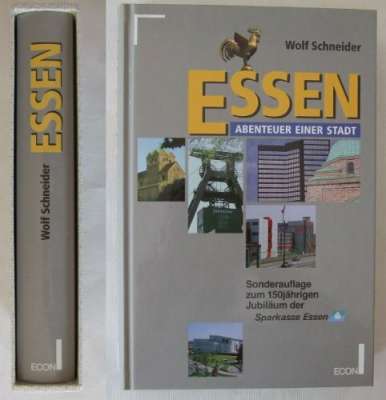 Wolf Schneider
ESSEN
ECON
Wolf Schneider
ESSEN
ABENTEUER EINER STADT
Sonderauflage
zum 150jährigen
Jubiläum der
Sparkasse Essen
ECON